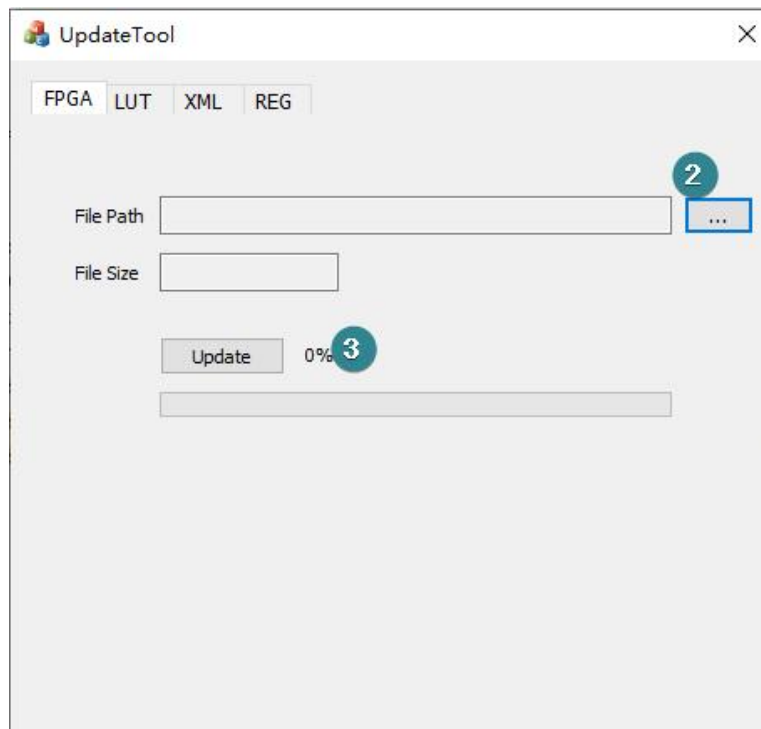 UpdateTool
FPGA LUT XML REG
2
File Path ...
File Size
Update 0% 3